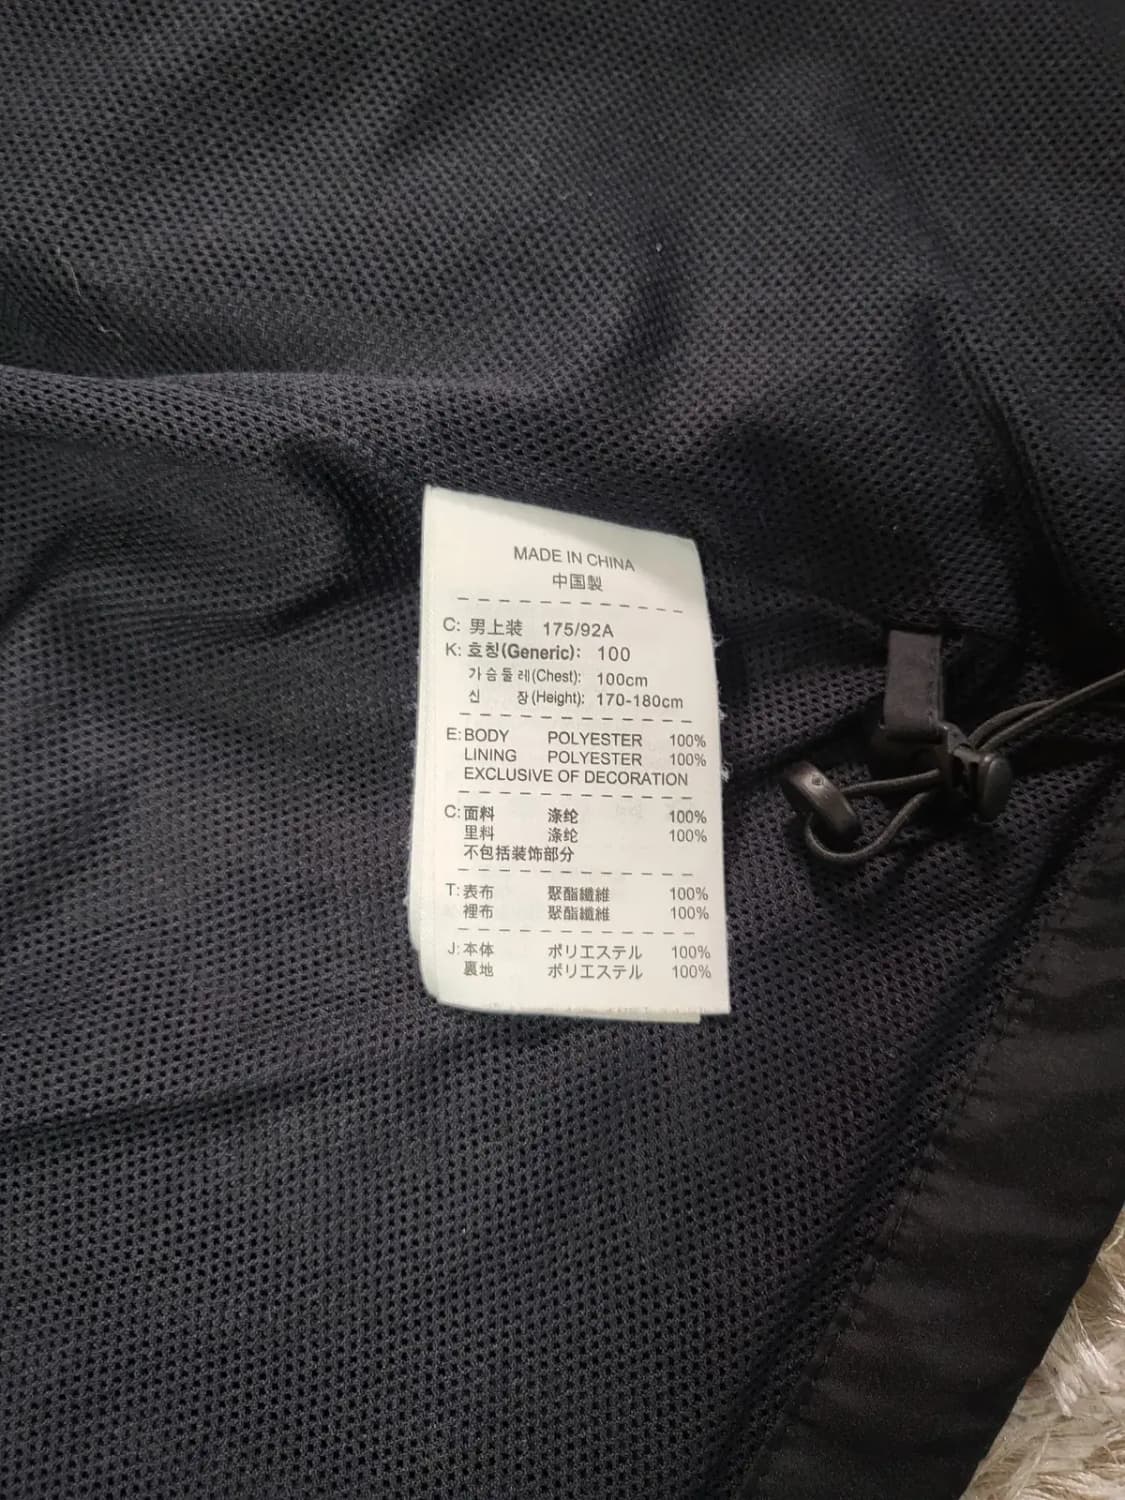 MADE IN CHINA
中国製
C: 男上装 175/92A
K: 호칭(Generic): 100
가슴둘레(Chest): 100cm
신 장(Height): 170-180cm
E: BODY POLYESTER 100%
LINING POLYESTER 100%
EXCLUSIVE OF DECORATION
C: 面料 涤纶 100%
里料 涤纶 100%
不包括装饰部分
T: 表布 聚酯纖維 100%
裡布 聚酯纖維 100%
J: 本体 ポリエステル 100%
裏地 ポリエステル 100%